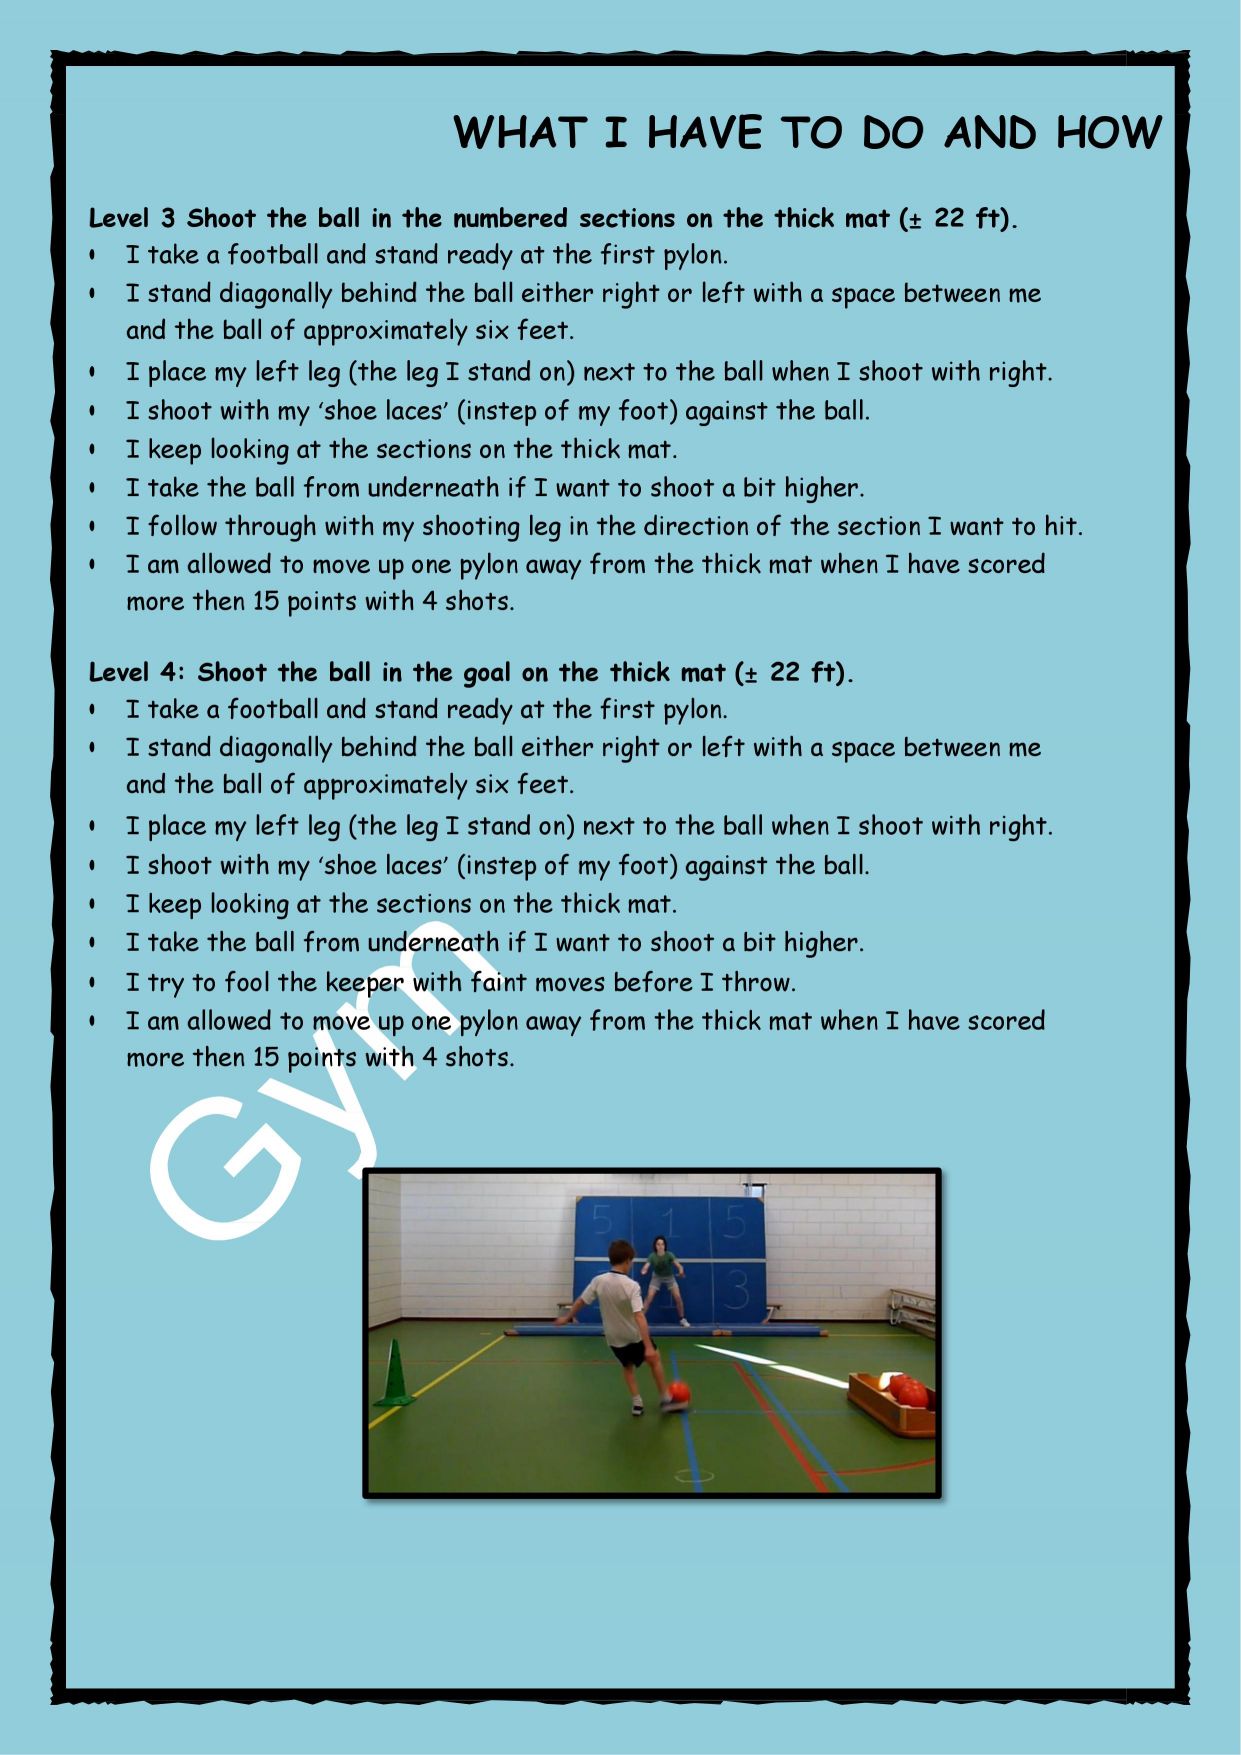 WHAT I HAVE TO DO AND HOW
Level 3 Shoot the ball in the numbered sections on the thick mat (± 22 ft).
• I take a football and stand ready at the first pylon.
• I stand diagonally behind the ball either right or left with a space between me
and the ball of approximately six feet.
• I place my left leg (the leg I stand on) next to the ball when I shoot with right.
• I shoot with my ‘shoe laces’ (instep of my foot) against the ball.
• I keep looking at the sections on the thick mat.
• I take the ball from underneath if I want to shoot a bit higher.
• I follow through with my shooting leg in the direction of the section I want to hit.
• I am allowed to move up one pylon away from the thick mat when I have scored
more then 15 points with 4 shots.
Level 4: Shoot the ball in the goal on the thick mat (± 22 ft).
• I take a football and stand ready at the first pylon.
• I stand diagonally behind the ball either right or left with a space between me
and the ball of approximately six feet.
• I place my left leg (the leg I stand on) next to the ball when I shoot with right.
• I shoot with my ‘shoe laces’ (instep of my foot) against the ball.
• I keep looking at the sections on the thick mat.
• I take the ball from underneath if I want to shoot a bit higher.
• I try to fool the keeper with faint moves before I throw.
• I am allowed to move up one pylon away from the thick mat when I have scored
more then 15 points with 4 shots.
Gym
5 1 5
3